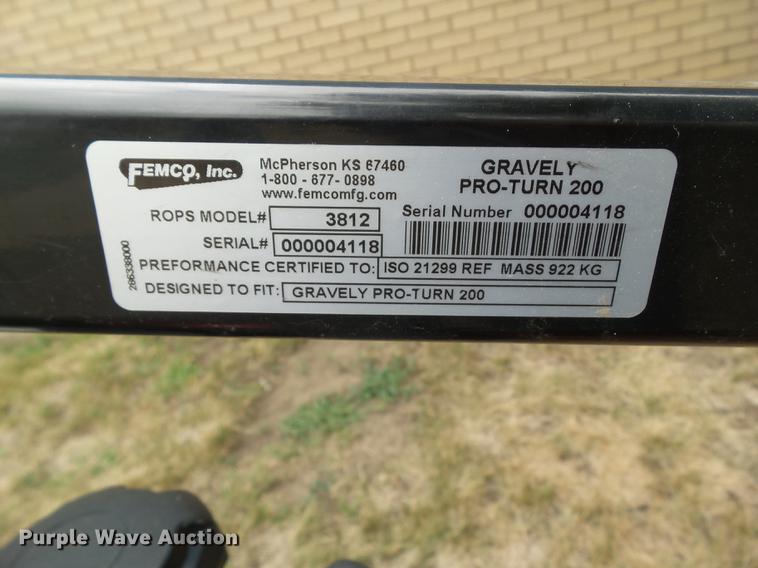 FEMCO, Inc.
McPherson KS 67460
1-800 - 677- 0898
www.femcomfg.com
GRAVELY
PRO-TURN 200
ROPS MODEL# 3812
Serial Number 000004118
SERIAL# 000004118
PREFORMANCE CERTIFIED TO: ISO 21299 REF MASS 922 KG
DESIGNED TO FIT: GRAVELY PRO-TURN 200
286338000
Purple Wave Auction®